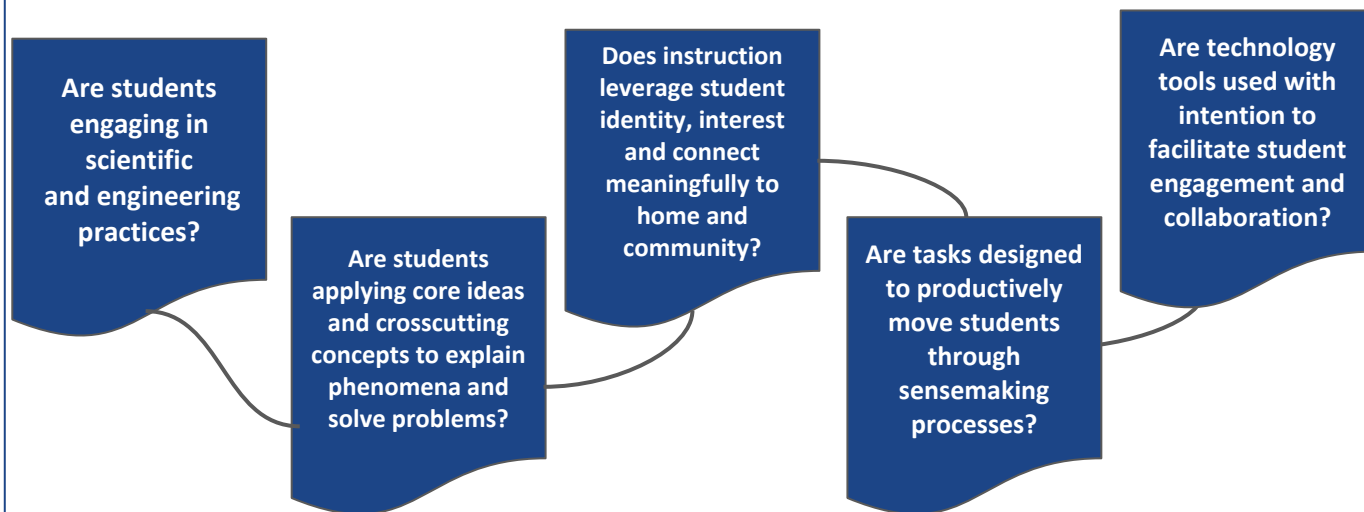 Are students
engaging in
scientific
and engineering
practices?
Are students
applying core ideas
and crosscutting
concepts to explain
phenomena and
solve problems?
Does instruction
leverage student
identity, interest
and connect
meaningfully to
home and
community?
Are tasks designed
to productively
move students
through
sensemaking
processes?
Are technology
tools used with
intention to
facilitate student
engagement and
collaboration?